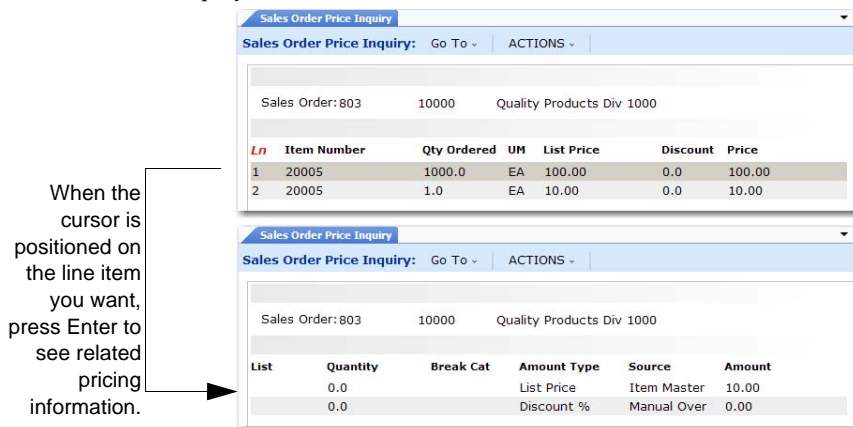 Sales Order Price Inquiry
Sales Order Price Inquiry: Go To ACTIONS
Sales Order: 803 10000 Quality Products Div 1000
Ln Item Number Qty Ordered UM List Price Discount Price
1 20005 1000.0 EA 100.00 0.0 100.00
2 20005 1.0 EA 10.00 0.0 10.00
When the
cursor is
positioned on
the line item
you want,
press Enter to
see related
pricing
information.
Sales Order Price Inquiry
Sales Order Price Inquiry: Go To ACTIONS
Sales Order: 803 10000 Quality Products Div 1000
List Quantity Break Cat Amount Type Source Amount
0.0 List Price Item Master 10.00
0.0 Discount % Manual Over 0.00